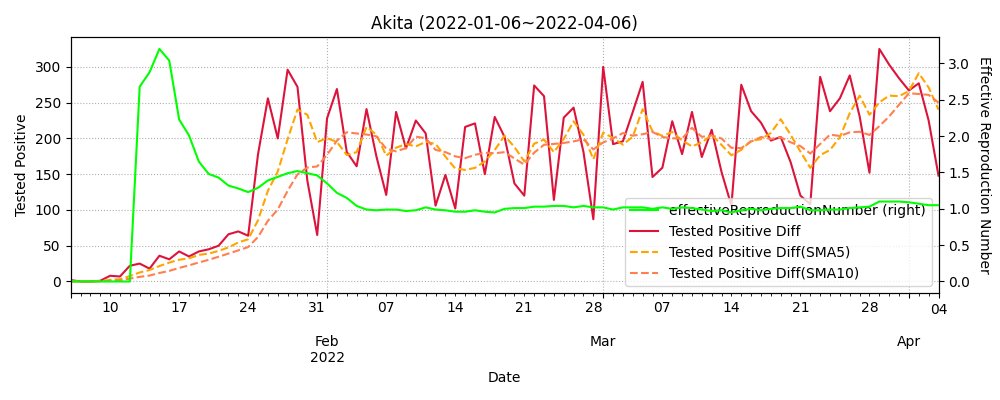 Akita (2022-01-06~2022-04-06)
Tested Positive
300
250
200
150
100
50
0
3.0
2.5
2.0
1.5
1.0
0.5
0.0
Effective Reproduction Number
effectiveReproductionNumber (right)
Tested Positive Diff
Tested Positive Diff(SMA5)
Tested Positive Diff(SMA10)
10 17 24 31 07 14 21 28 07 14 21 28 04
Feb Mar Apr
2022
Date